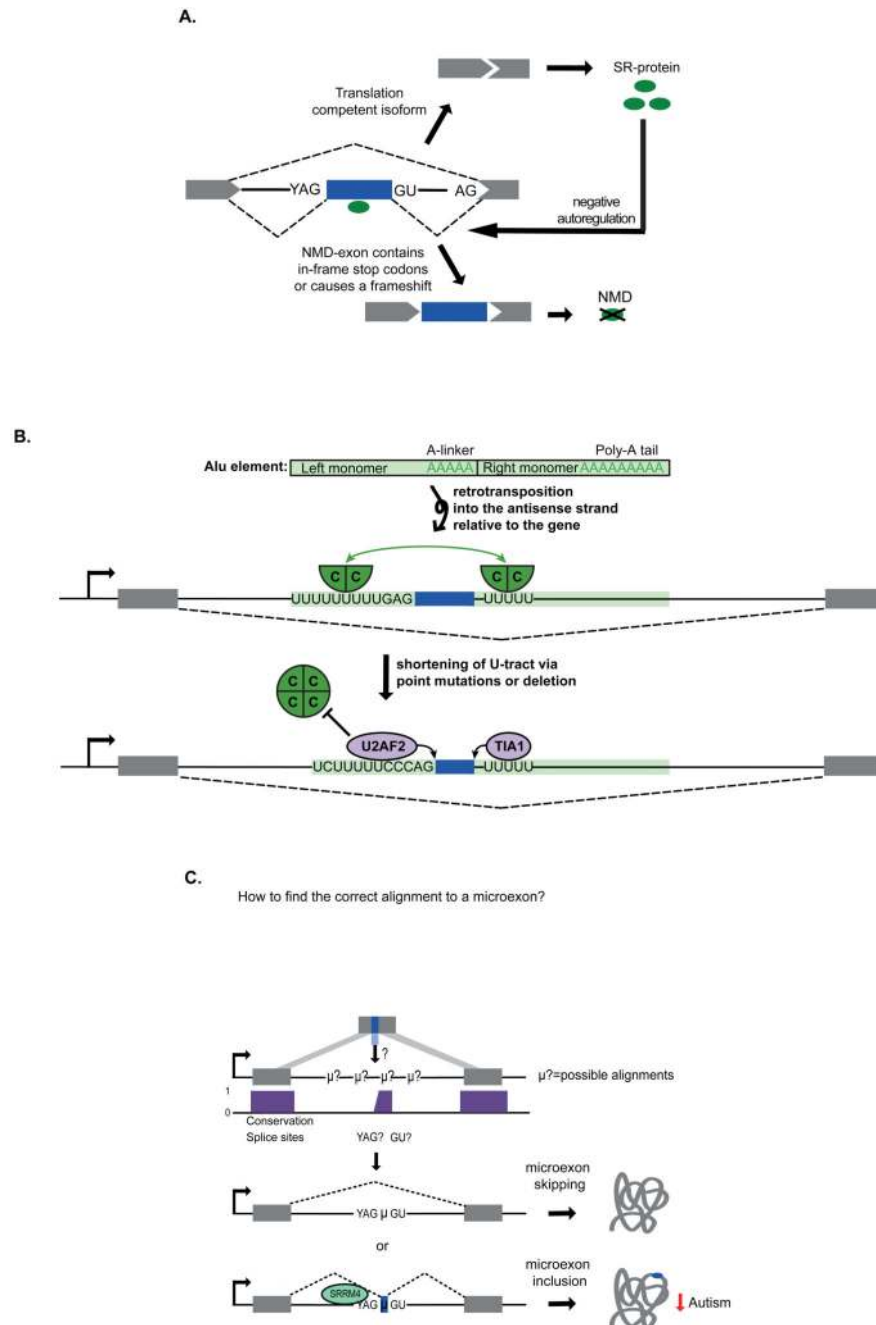 A.
Translation
competent isoform
SR-protein
YAG
GU
AG
negative
autoregulation
NMD-exon contains
in-frame stop codons
or causes a frameshift
NMD
B.
A-linker
Poly-A tail
Alu element:
Left monomer
AAAAA
Right monomer
AAAAAAAAA
retrotransposition
into the antisense strand
relative to the gene
C C
C C
UUUUUUUUUGAG
UUUUU
shortening of U-tract via
point mutations or deletion
C C
C C
U2AF2
TIA1
UCUUUUUCCCAG
UUUUU
C.
How to find the correct alignment to a microexon?
?
μ? μ? μ? μ?
μ?=possible alignments
1
0
Conservation
Splice sites
YAG? GU?
microexon
skipping
YAG μ GU
or
microexon
inclusion
SRRM4
YAG μ GU
Autism